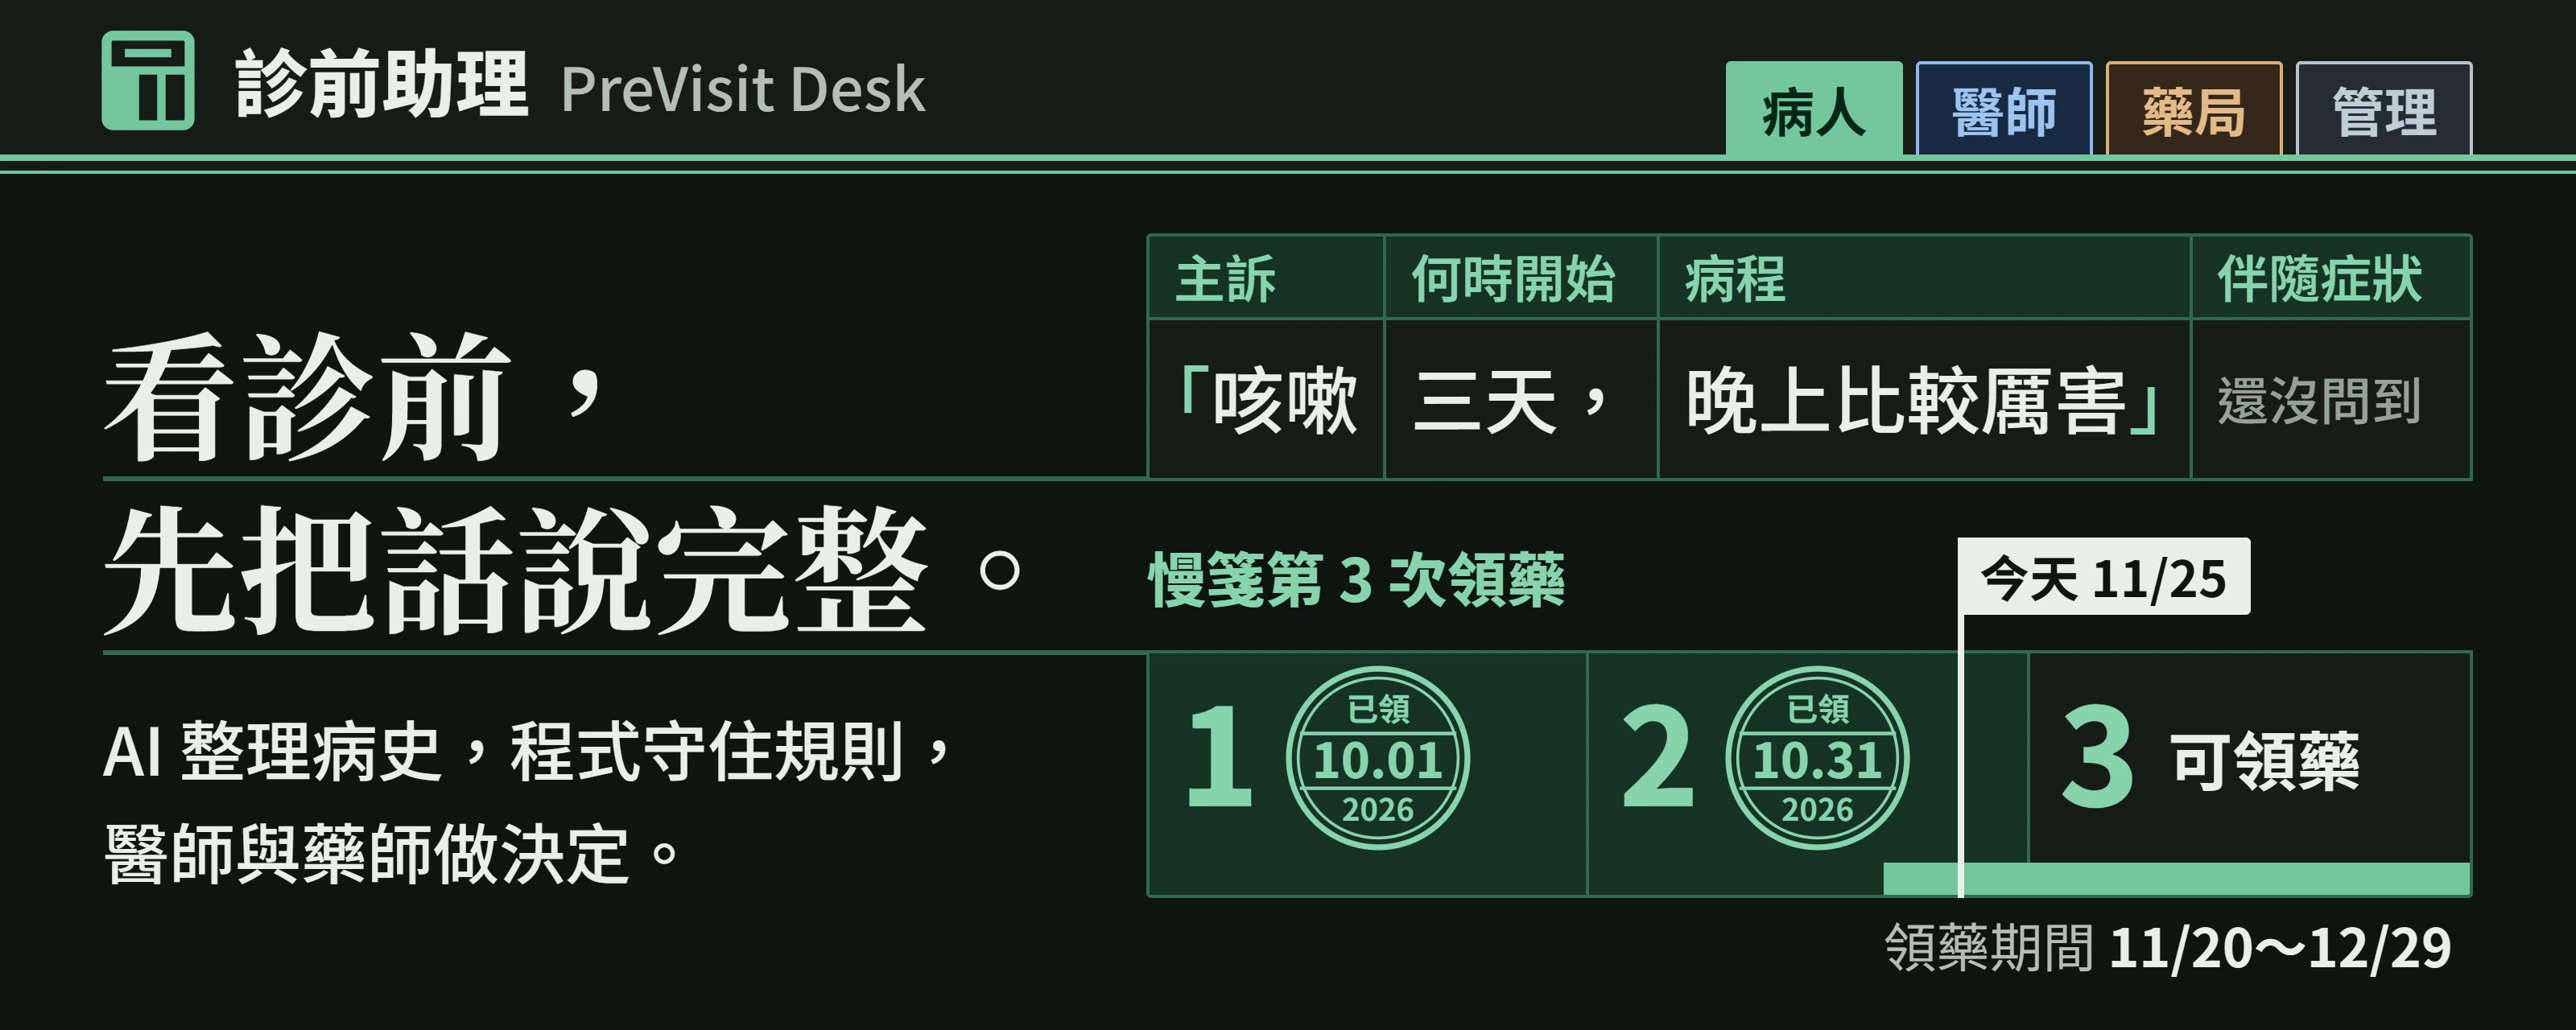 診前助理 PreVisit Desk
病人 醫師 藥局 管理
看診前，
先把話說完整。
AI 整理病史，程式守住規則，
醫師與藥師做決定。
主訴 何時開始 病程 伴隨症狀
「咳嗽 三天， 晚上比較厲害」 還沒問到
慢箋第 3 次領藥
今天 11/25
1 已領 10.01 2026
2 已領 10.31 2026
3 可領藥
領藥期間 11/20～12/29